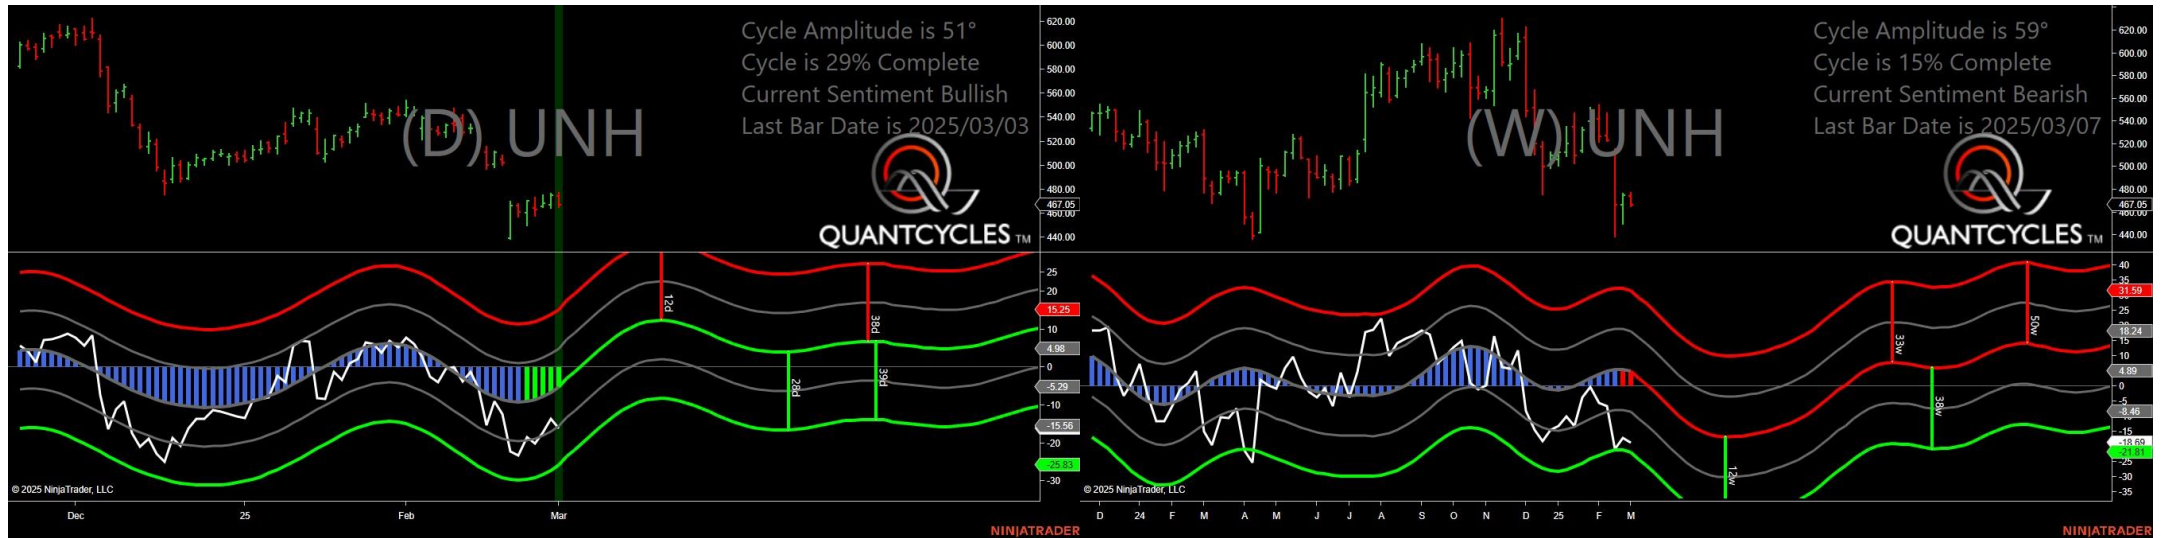 Cycle Amplitude is 51°
Cycle is 29% Complete
Current Sentiment Bullish
Last Bar Date is 2025/03/03
(D) UNH
QUANTCYCLES TM
620.00
600.00
580.00
560.00
540.00
520.00
500.00
480.00
467.05
460.00
440.00
12d
28d
38d
39d
25
20
15.25
10
4.98
0
-5.29
-10
-15.56
-20
-25.83
-30
© 2025 NinjaTrader, LLC
Dec 25 Feb Mar
NINJATRADER
Cycle Amplitude is 59°
Cycle is 15% Complete
Current Sentiment Bearish
Last Bar Date is 2025/03/07
(W) UNH
QUANTCYCLES TM
620.00
600.00
580.00
560.00
540.00
520.00
500.00
480.00
467.05
460.00
440.00
12w
33w
38w
50w
40
35
31.59
25
18.24
15
10
4.89
0
-5
-8.46
-15
-18.69
-21.81
-25
-30
-35
© 2025 NinjaTrader, LLC
D 24 F M A M J J A S O N D 25 F M
NINJATRADER